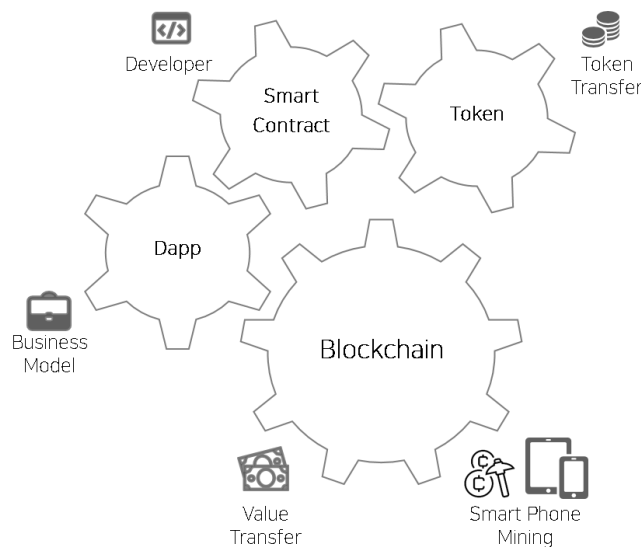 Developer
Smart
Contract
Token
Token
Transfer
Dapp
Business
Model
Blockchain
Value
Transfer
Smart Phone
Mining